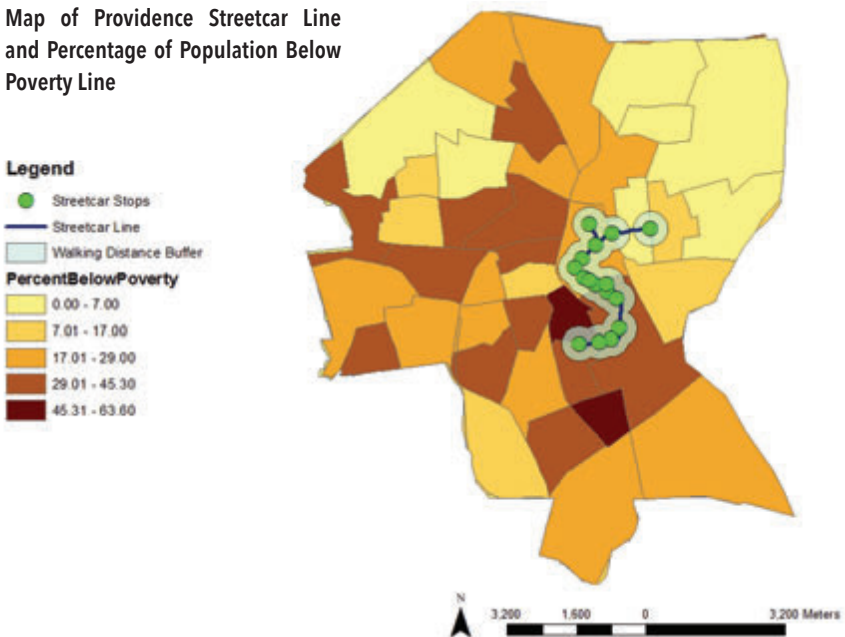 Map of Providence Streetcar Line
and Percentage of Population Below
Poverty Line
Legend
Streetcar Stops
Streetcar Line
Walking Distance Buffer
PercentBelowPoverty
0.00 - 7.00
7.01 - 17.00
17.01 - 29.00
29.01 - 45.30
45.31 - 63.60
N
3,200 1,600 0 3,200 Meters